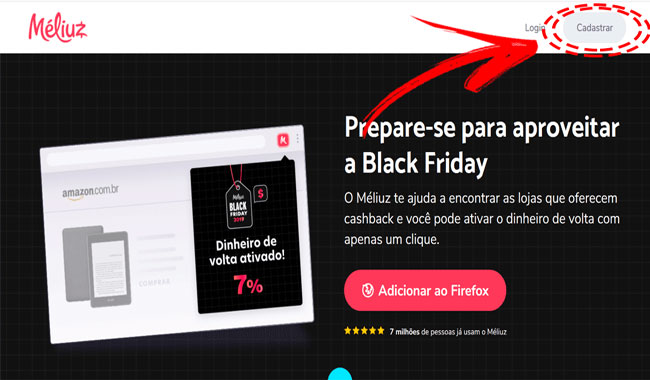 Méliuz
Login
Cadastrar
Prepare-se para aproveitar
a Black Friday
O Méliuz te ajuda a encontrar as lojas que oferecem
cashback e você pode ativar o dinheiro de volta com
apenas um clique.
Adicionar ao Firefox
7 milhões de pessoas já usam o Méliuz
amazon.com.br
COMPRAR
Méliuz
BLACK
FRIDAY
2019
$
Dinheiro de
volta ativado!
7%